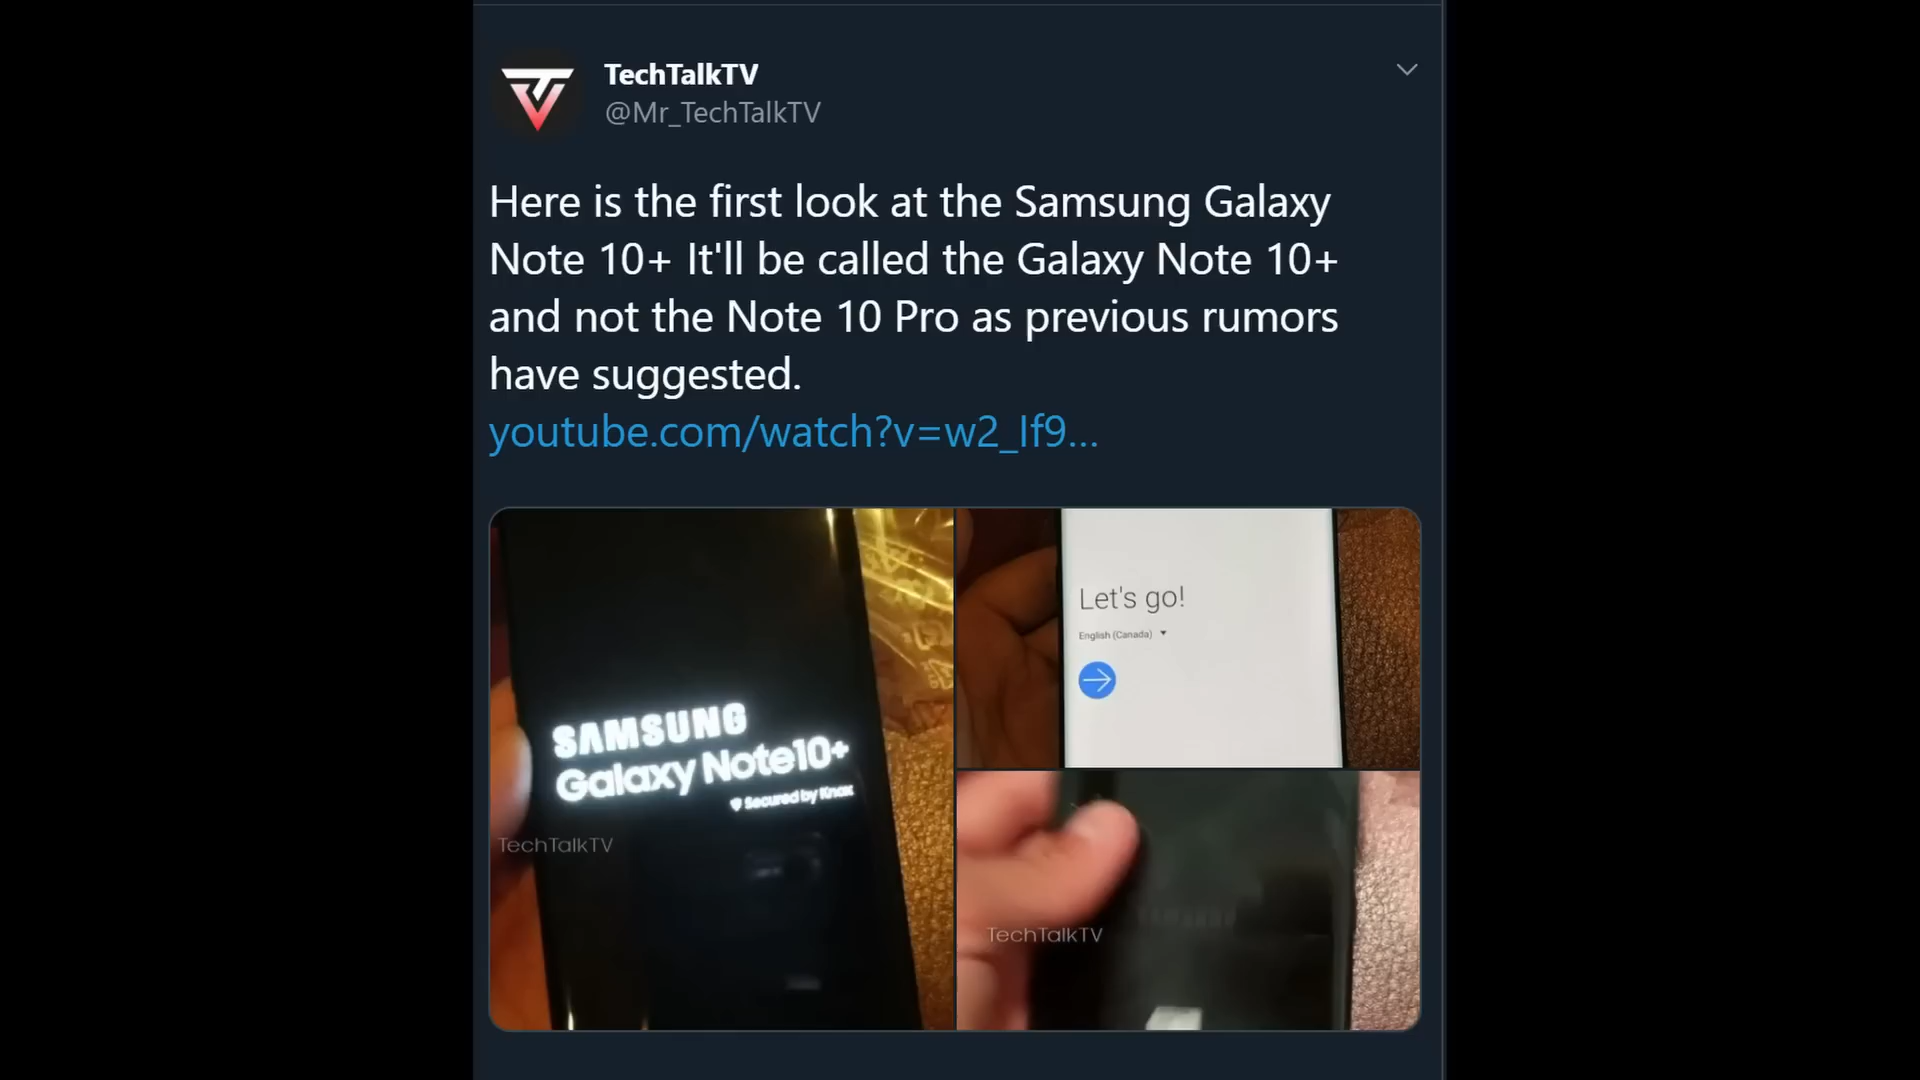 TechTalkTV
@Mr_TechTalkTV
Here is the first look at the Samsung Galaxy
Note 10+ It'll be called the Galaxy Note 10+
and not the Note 10 Pro as previous rumors
have suggested.
youtube.com/watch?v=w2_If9...
SAMSUNG
Galaxy Note10+
Secured by Knox
TechTalkTV
Let's go!
English (Canada)
SAMSUNG
TechTalkTV